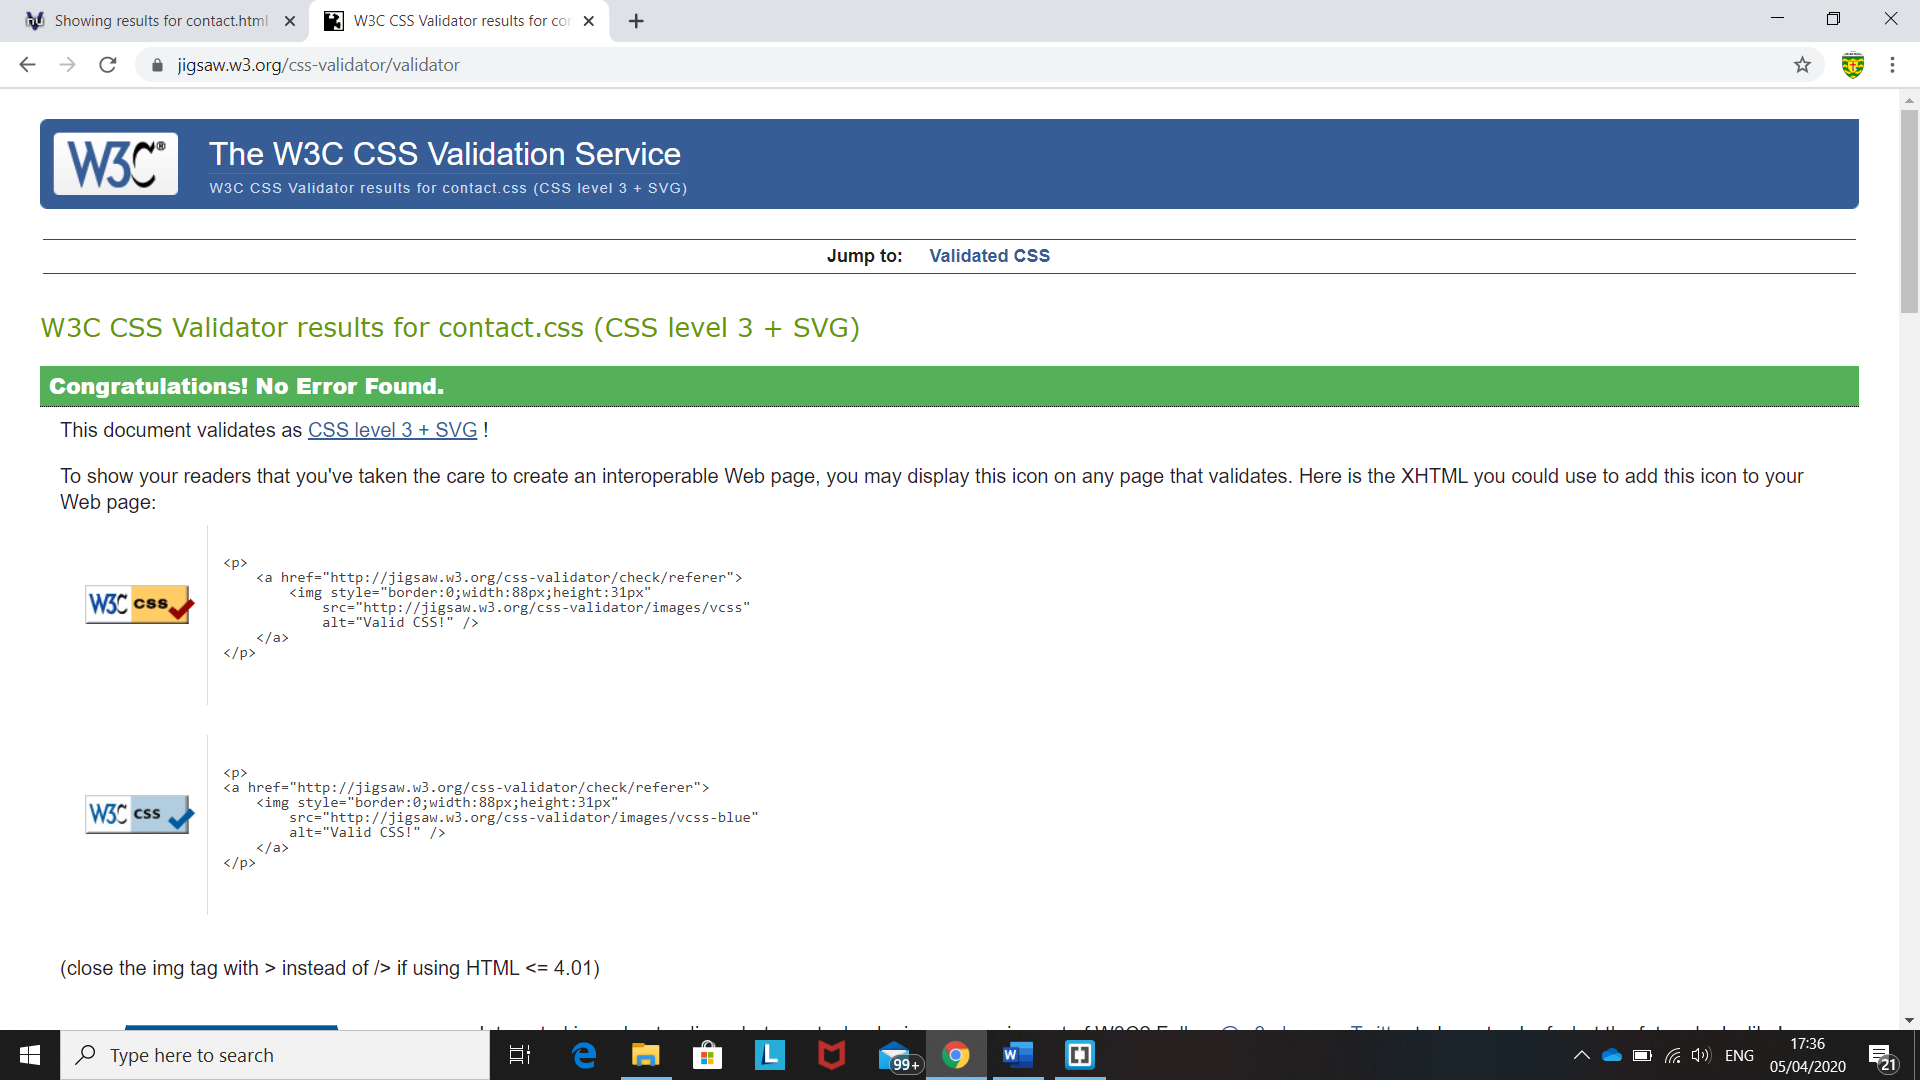 Showing results for contact.html
W3C CSS Validator results for con
jigsaw.w3.org/css-validator/validator
W3C®
The W3C CSS Validation Service
W3C CSS Validator results for contact.css (CSS level 3 + SVG)
Jump to: Validated CSS
W3C CSS Validator results for contact.css (CSS level 3 + SVG)
Congratulations! No Error Found.
This document validates as CSS level 3 + SVG !
To show your readers that you've taken the care to create an interoperable Web page, you may display this icon on any page that validates. Here is the XHTML you could use to add this icon to your
Web page:
W3C css
<p>
<a href="http://jigsaw.w3.org/css-validator/check/referer">
<img style="border:0;width:88px;height:31px"
src="http://jigsaw.w3.org/css-validator/images/vcss"
alt="Valid CSS!" />
</a>
</p>
W3C css
<p>
<a href="http://jigsaw.w3.org/css-validator/check/referer">
<img style="border:0;width:88px;height:31px"
src="http://jigsaw.w3.org/css-validator/images/vcss-blue"
alt="Valid CSS!" />
</a>
</p>
(close the img tag with > instead of /> if using HTML <= 4.01)
Type here to search
L
99+
W
ENG
17:36
05/04/2020
21